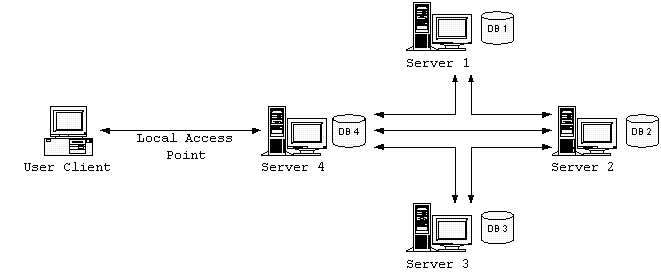 DB 1
Server 1
Local Access
Point
User Client
DB 4
Server 4
DB 2
Server 2
DB 3
Server 3